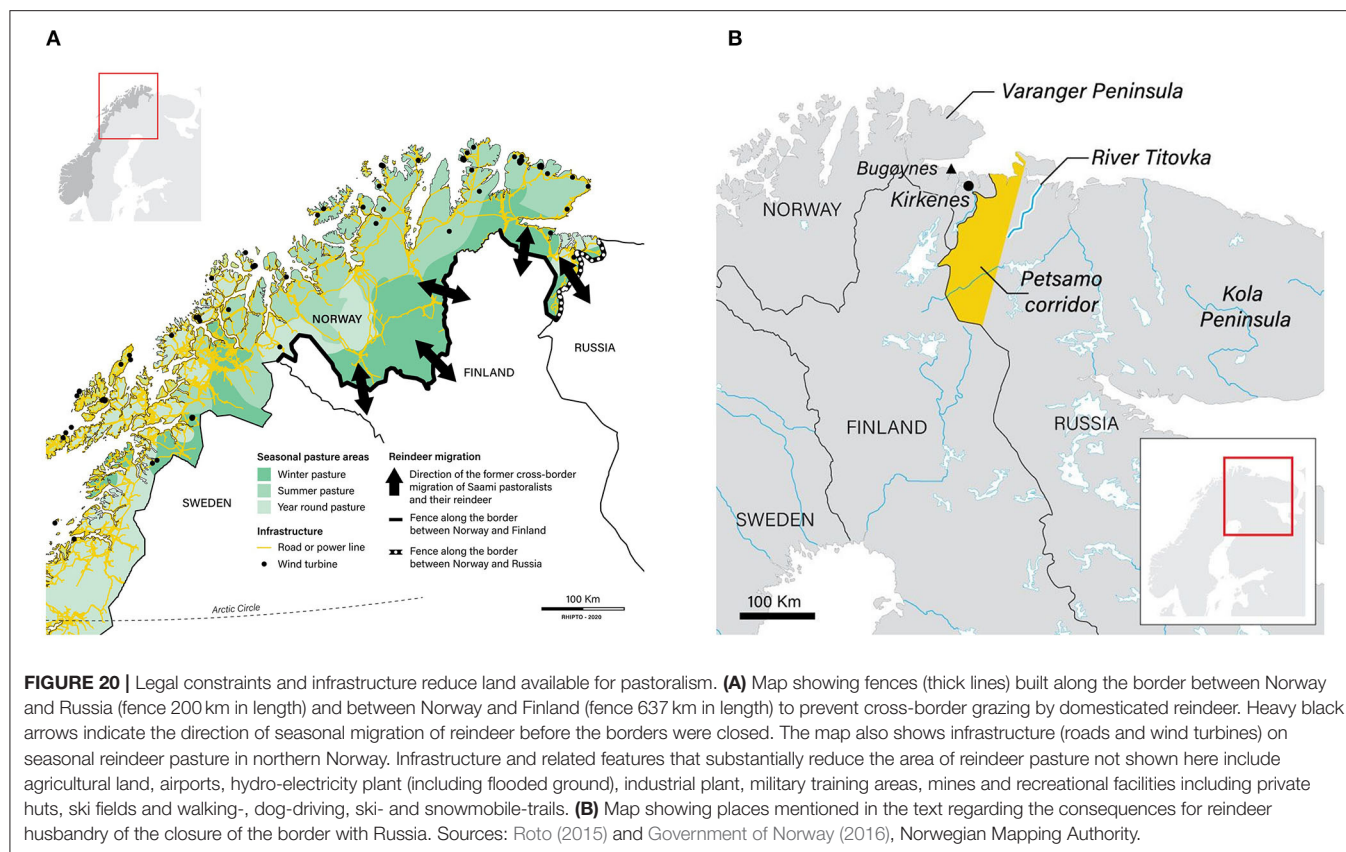 A
NORWAY
FINLAND
RUSSIA
SWEDEN
Seasonal pasture areas
Winter pasture
Summer pasture
Year round pasture
Infrastructure
Road or power line
Wind turbine
Reindeer migration
Direction of the former cross-border
migration of Saami pastoralists
and their reindeer
Fence along the border
between Norway and Finland
Fence along the border
between Norway and Russia
Arctic Circle
100 Km
RHIPTO - 2020
B
Varanger Peninsula
River Titovka
Bugøynes
Kirkenes
NORWAY
Petsamo
corridor
Kola
Peninsula
FINLAND
RUSSIA
SWEDEN
100 Km
FIGURE 20 | Legal constraints and infrastructure reduce land available for pastoralism. (A) Map showing fences (thick lines) built along the border between Norway
and Russia (fence 200 km in length) and between Norway and Finland (fence 637 km in length) to prevent cross-border grazing by domesticated reindeer. Heavy black
arrows indicate the direction of seasonal migration of reindeer before the borders were closed. The map also shows infrastructure (roads and wind turbines) on
seasonal reindeer pasture in northern Norway. Infrastructure and related features that substantially reduce the area of reindeer pasture not shown here include
agricultural land, airports, hydro-electricity plant (including flooded ground), industrial plant, military training areas, mines and recreational facilities including private
huts, ski fields and walking-, dog-driving, ski- and snowmobile-trails. (B) Map showing places mentioned in the text regarding the consequences for reindeer
husbandry of the closure of the border with Russia. Sources: Roto (2015) and Government of Norway (2016), Norwegian Mapping Authority.